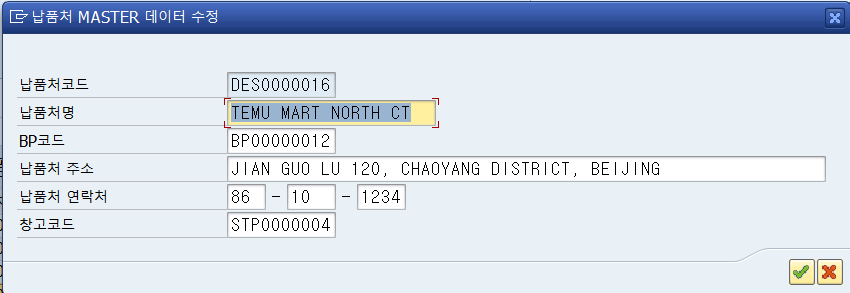 납품처 MASTER 데이터 수정
납품처코드 DES0000016
납품처명 TEMU MART NORTH CT
BP코드 BP00000012
납품처 주소 JIAN GUO LU 120, CHAOYANG DISTRICT, BEIJING
납품처 연락처 86 - 10 - 1234
창고코드 STP0000004